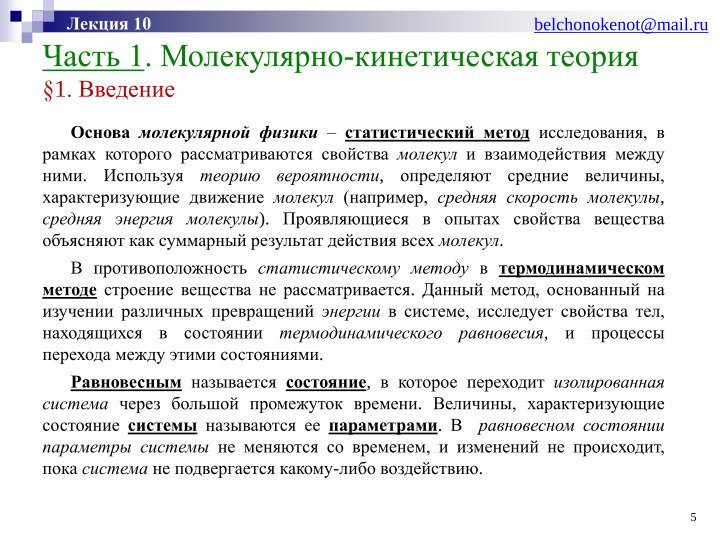 Лекция 10
belchonokenot@mail.ru
Часть 1. Молекулярно-кинетическая теория
§1. Введение
Основа молекулярной физики – статистический метод исследования, в
рамках которого рассматриваются свойства молекул и взаимодействия между
ними. Используя теорию вероятности, определяют средние величины,
характеризующие движение молекул (например, средняя скорость молекулы,
средняя энергия молекулы). Проявляющиеся в опытах свойства вещества
объясняют как суммарный результат действия всех молекул.
В противоположность статистическому методу в термодинамическом
методе строение вещества не рассматривается. Данный метод, основанный на
изучении различных превращений энергии в системе, исследует свойства тел,
находящихся в состоянии термодинамического равновесия, и процессы
перехода между этими состояниями.
Равновесным называется состояние, в которое переходит изолированная
система через большой промежуток времени. Величины, характеризующие
состояние системы называются ее параметрами. В равновесном состоянии
параметры системы не меняются со временем, и изменений не происходит,
пока система не подвергается какому-либо воздействию.
5